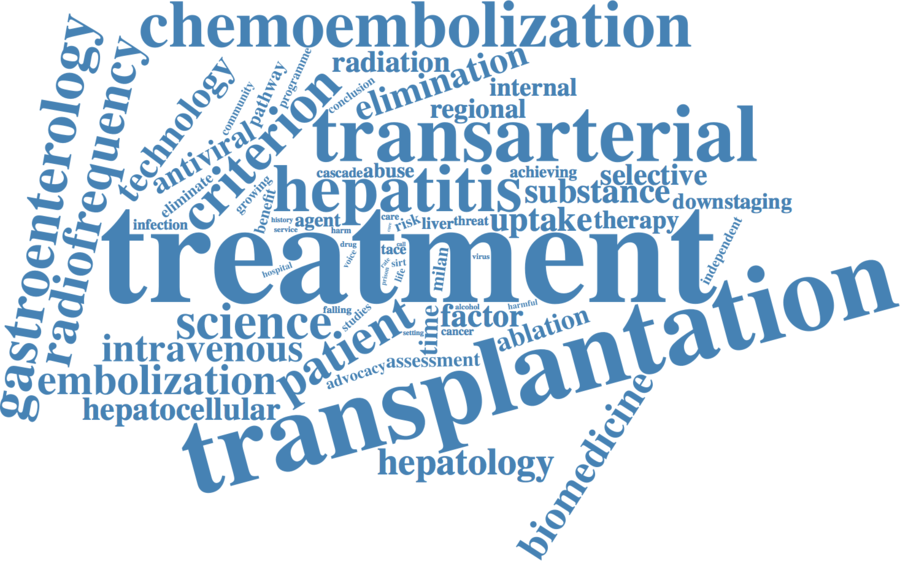 chemoembolization
gastroenterology
radiofrequency
technology
community
pathway
programme
antiviral
criterion
conclusion
radiation
elimination
internal
regional
transarterial
eliminate
growing
benefit
cascade
abuse
achieving
selective
hepatitis
substance
downstaging
infection
history
service
agent
harm
care
risk
liver
threat
uptake
therapy
independent
treatment
drug
voice
tace
sirt
life
prison
milan
virus
hospital
falling
studies
science
patient
setting
time
alcohol
harmful
factor
cancer
ablation
intravenous
advocacy
assessment
embolization
transplantation
hepatocellular
hepatology
biomedicine